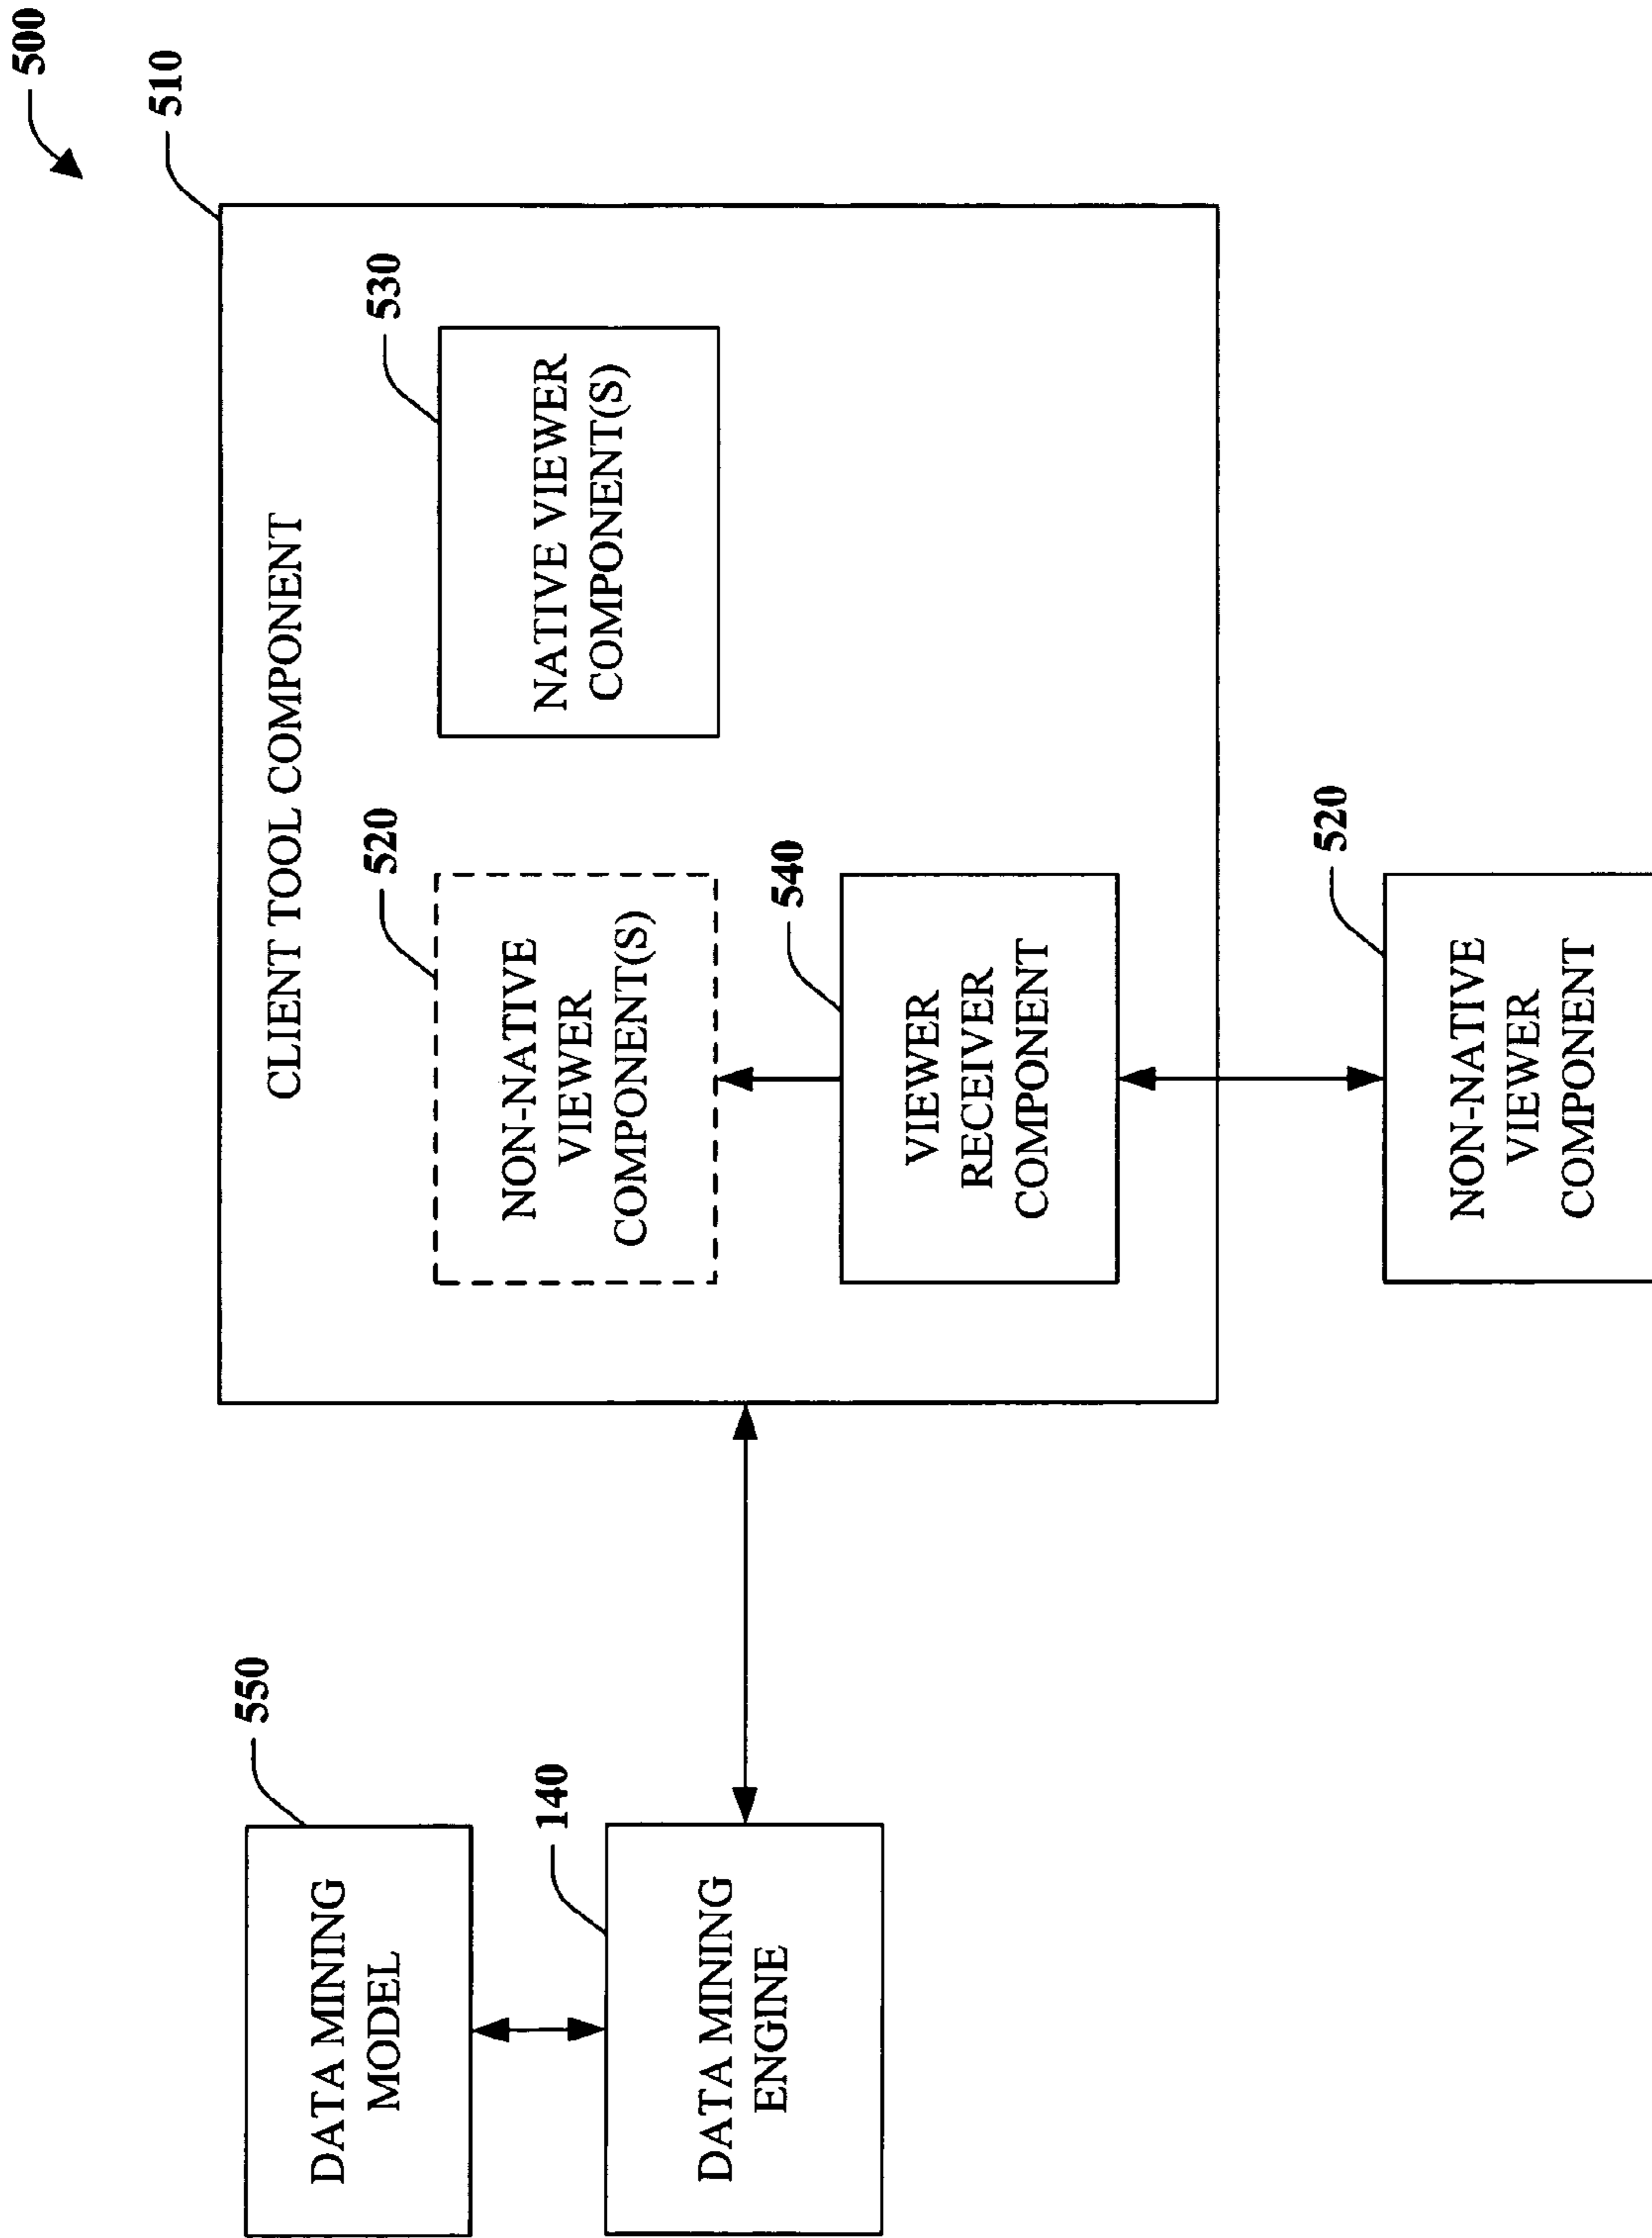 500
510
CLIENT TOOL COMPONENT
520
530
NON-NATIVE
VIEWER
COMPONENT(S)
NATIVE VIEWER
COMPONENT(S)
540
VIEWER
RECEIVER
COMPONENT
520
NON-NATIVE
VIEWER
COMPONENT
550
DATA MINING
MODEL
140
DATA MINING
ENGINE